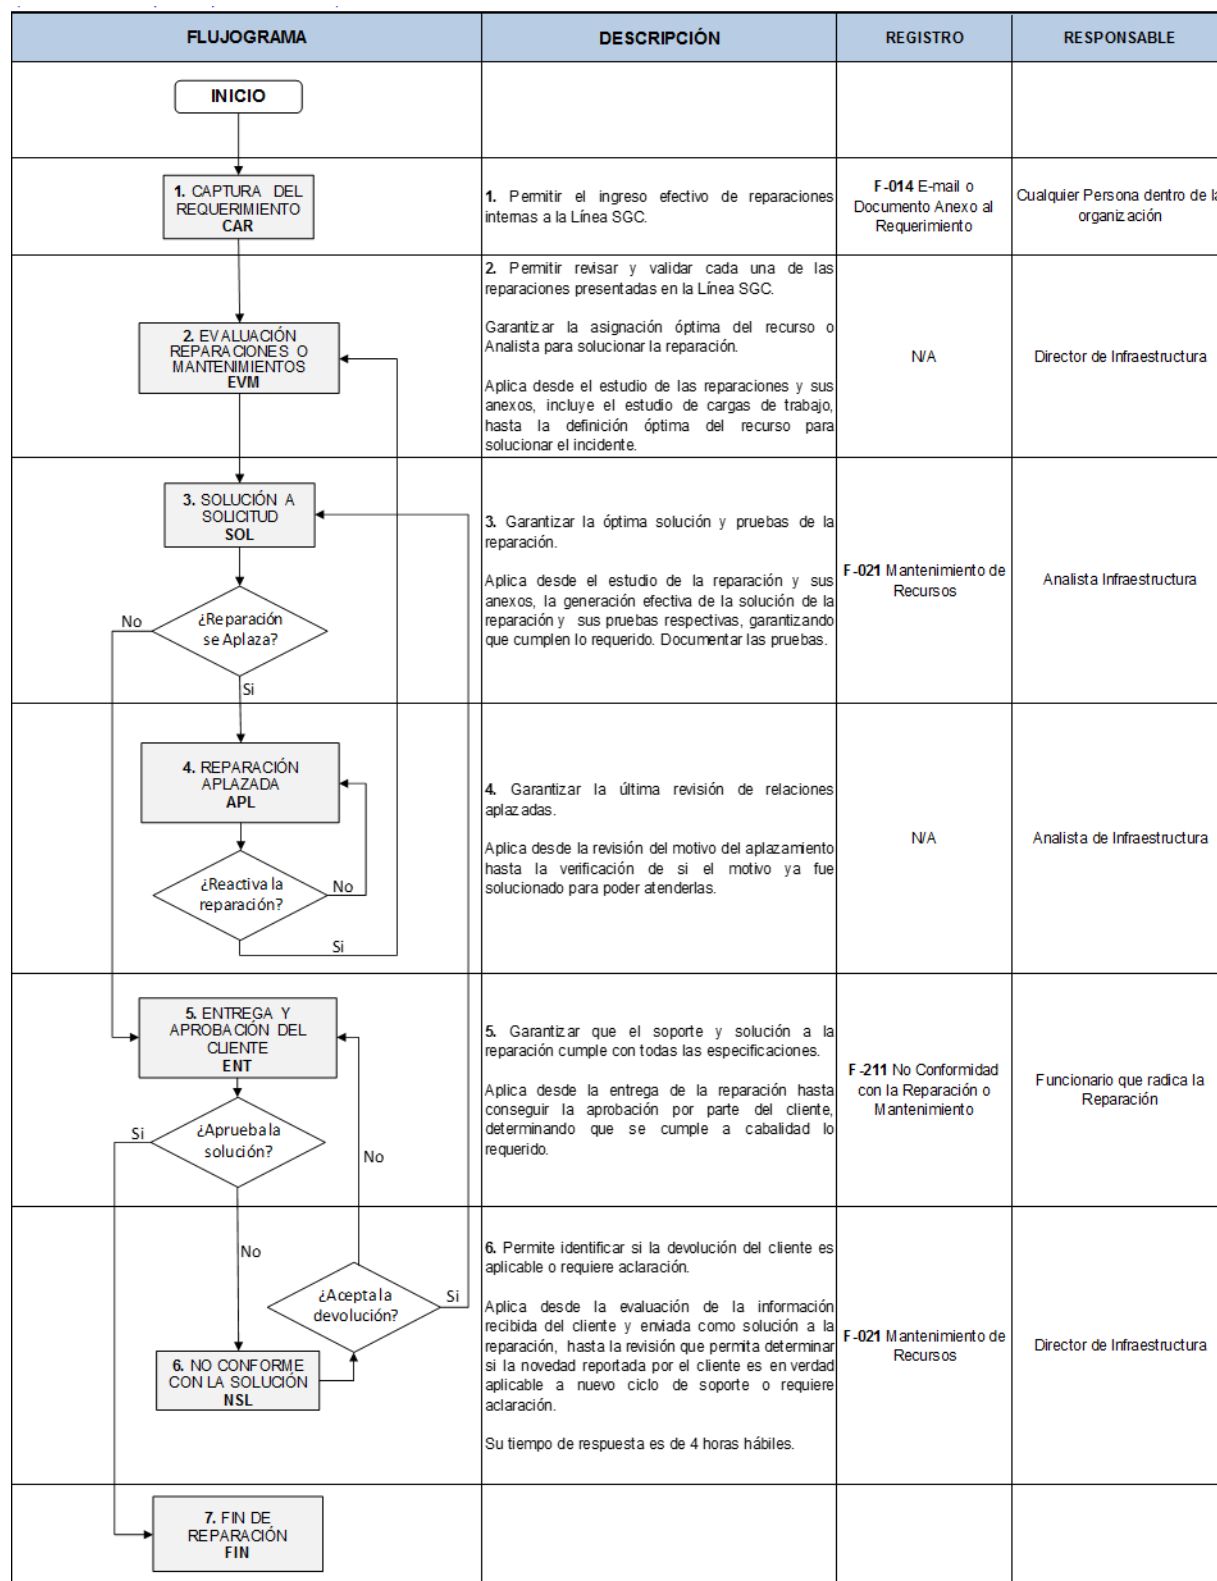 FLUJOGRAMA
DESCRIPCIÓN
REGISTRO
RESPONSABLE
INICIO
1. CAPTURA DEL
REQUERIMIENTO
CAR
1. Permitir el ingreso efectivo de reparaciones
internas a la Línea SGC.
F-014 E-mail o
Documento Anexo al
Requerimiento
Cualquier Persona dentro de la
organización
2. EVALUACIÓN
REPARACIONES O
MANTENIMIENTOS
EVM
2. Permitir revisar y validar cada una de las
reparaciones presentadas en la Línea SGC.
Garantizar la asignación óptima del recurso o
Analista para solucionar la reparación.
Aplica desde el estudio de las reparaciones y sus
anexos, incluye el estudio de cargas de trabajo,
hasta la definición óptima del recurso para
solucionar el incidente.
N/A
Director de Infraestructura
3. SOLUCIÓN A
SOLICITUD
SOL
¿Reparación
se Aplaza?
No
Si
3. Garantizar la óptima solución y pruebas de la
reparación.
Aplica desde el estudio de la reparación y sus
anexos, la generación efectiva de la solución de la
reparación y sus pruebas respectivas, garantizando
que cumplen lo requerido. Documentar las pruebas.
F-021 Mantenimiento de
Recursos
Analista Infraestructura
4. REPARACIÓN
APLAZADA
APL
¿Reactiva la
reparación?
No
Si
4. Garantizar la última revisión de relaciones
aplazadas.
Aplica desde la revisión del motivo del aplazamiento
hasta la verificación de si el motivo ya fue
solucionado para poder atenderlas.
N/A
Analista de Infraestructura
5. ENTREGA Y
APROBACIÓN DEL
CLIENTE
ENT
¿Aprueba la
solución?
Si
No
5. Garantizar que el soporte y solución a la
reparación cumple con todas las especificaciones.
Aplica desde la entrega de la reparación hasta
conseguir la aprobación por parte del cliente,
determinando que se cumple a cabalidad lo
requerido.
F-211 No Conformidad
con la Reparación o
Mantenimiento
Funcionario que radica la
Reparación
No
¿Acepta la
devolución?
Si
6. NO CONFORME
CON LA SOLUCIÓN
NSL
6. Permite identificar si la devolución del cliente es
aplicable o requiere aclaración.
Aplica desde la evaluación de la información
recibida del cliente y enviada como solución a la
reparación, hasta la revisión que permita determinar
si la novedad reportada por el cliente es en verdad
aplicable a nuevo ciclo de soporte o requiere
aclaración.
Su tiempo de respuesta es de 4 horas hábiles.
F-021 Mantenimiento de
Recursos
Director de Infraestructura
7. FIN DE
REPARACIÓN
FIN